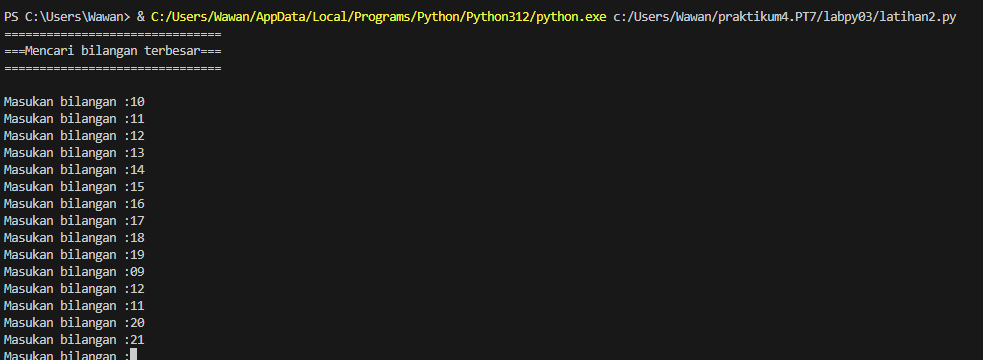 PS C:\Users\Wawan> & C:/Users/Wawan/AppData/Local/Programs/Python/Python312/python.exe c:/Users/Wawan/praktikum4.PT7/labpy03/latihan2.py
===============================
===Mencari bilangan terbesar===
===============================
Masukan bilangan :10
Masukan bilangan :11
Masukan bilangan :12
Masukan bilangan :13
Masukan bilangan :14
Masukan bilangan :15
Masukan bilangan :16
Masukan bilangan :17
Masukan bilangan :18
Masukan bilangan :19
Masukan bilangan :09
Masukan bilangan :12
Masukan bilangan :11
Masukan bilangan :20
Masukan bilangan :21
Masukan bilangan :